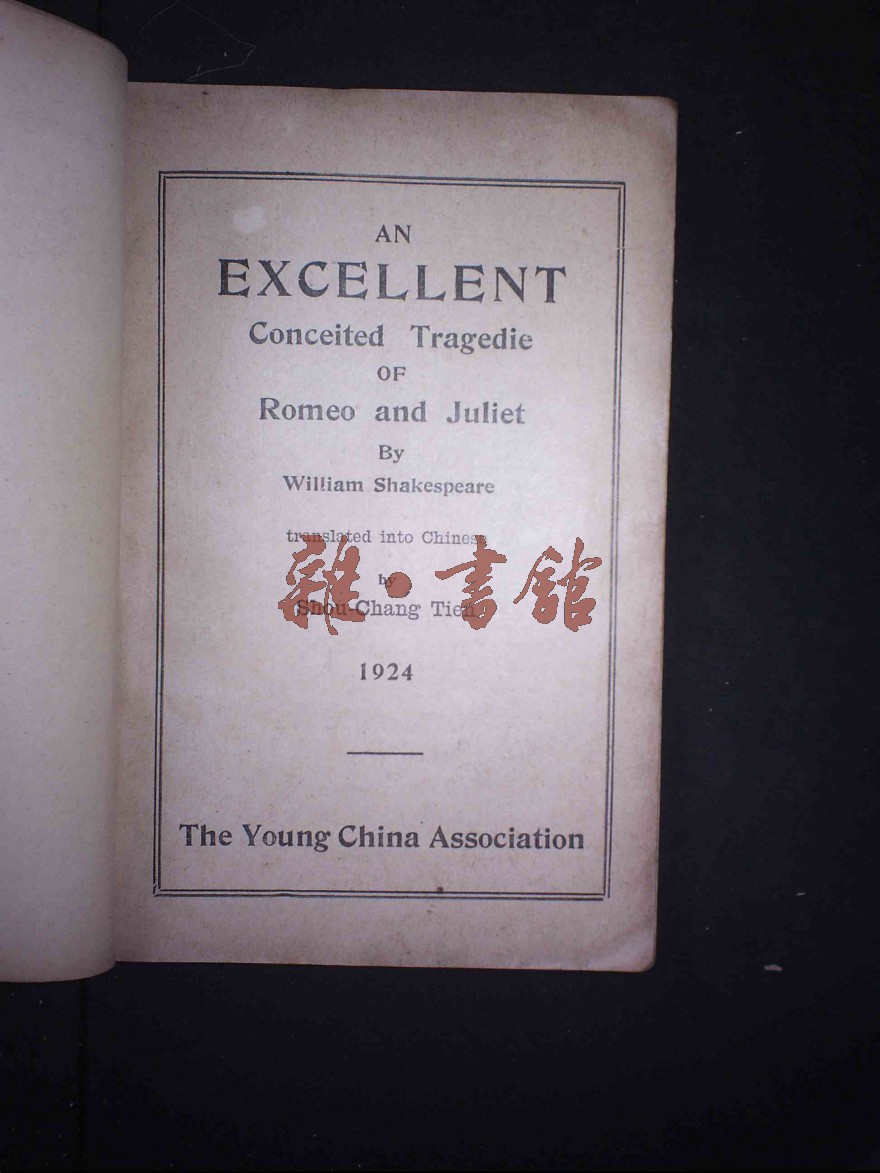 AN
EXCELLENT
Conceited Tragedie
OF
Romeo and Juliet
By
William Shakespeare
translated into Chinese
by
Shou-Chang Tien
雜·書館
1924
The Young China Association